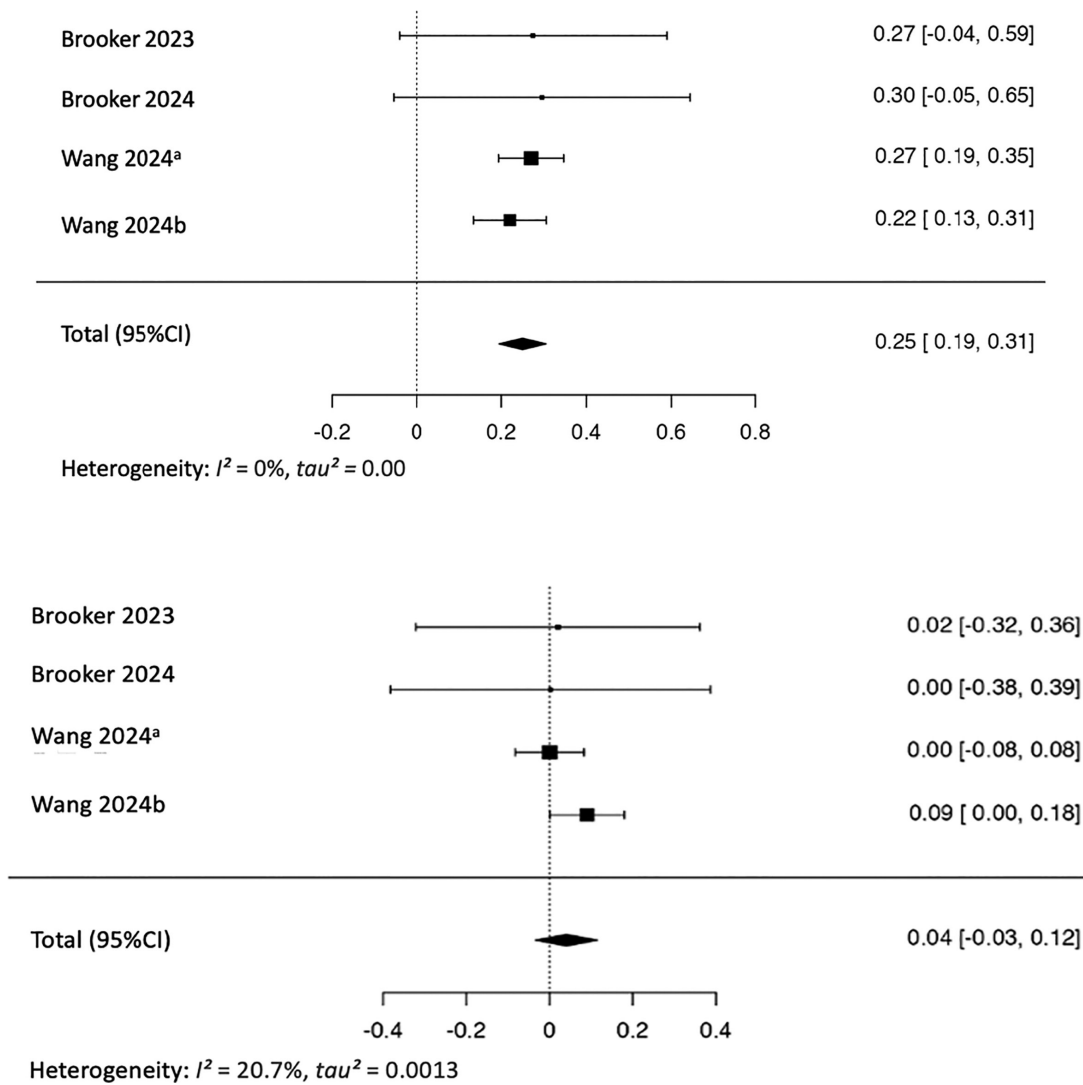 Brooker 2023 0.27 [-0.04, 0.59]
Brooker 2024 0.30 [-0.05, 0.65]
Wang 2024ᵃ 0.27 [ 0.19, 0.35]
Wang 2024b 0.22 [ 0.13, 0.31]
Total (95%CI) 0.25 [ 0.19, 0.31]
-0.2 0 0.2 0.4 0.6 0.8
Heterogeneity: I² = 0%, tau² = 0.00
Brooker 2023 0.02 [-0.32, 0.36]
Brooker 2024 0.00 [-0.38, 0.39]
Wang 2024ᵃ 0.00 [-0.08, 0.08]
Wang 2024b 0.09 [ 0.00, 0.18]
Total (95%CI) 0.04 [-0.03, 0.12]
-0.4 -0.2 0 0.2 0.4
Heterogeneity: I² = 20.7%, tau² = 0.0013